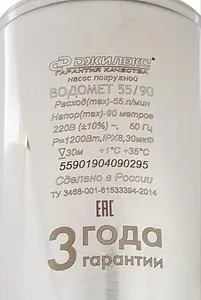 ДЖИЛЕКС
ГАРАНТИЯ КАЧЕСТВА
насос погружной
ВОДОМЕТ 55/90
Расход(max)-55 л/мин
Напор(max)-90 метров
220В (±10%) ~, 50 Гц
P=1200Вт, IPX8, 30мкФ
30м +1°C +35°C
55901904090295
Сделано в России
ТУ 3468-001-61533394-2014
ЕАС
3 года
гарантии